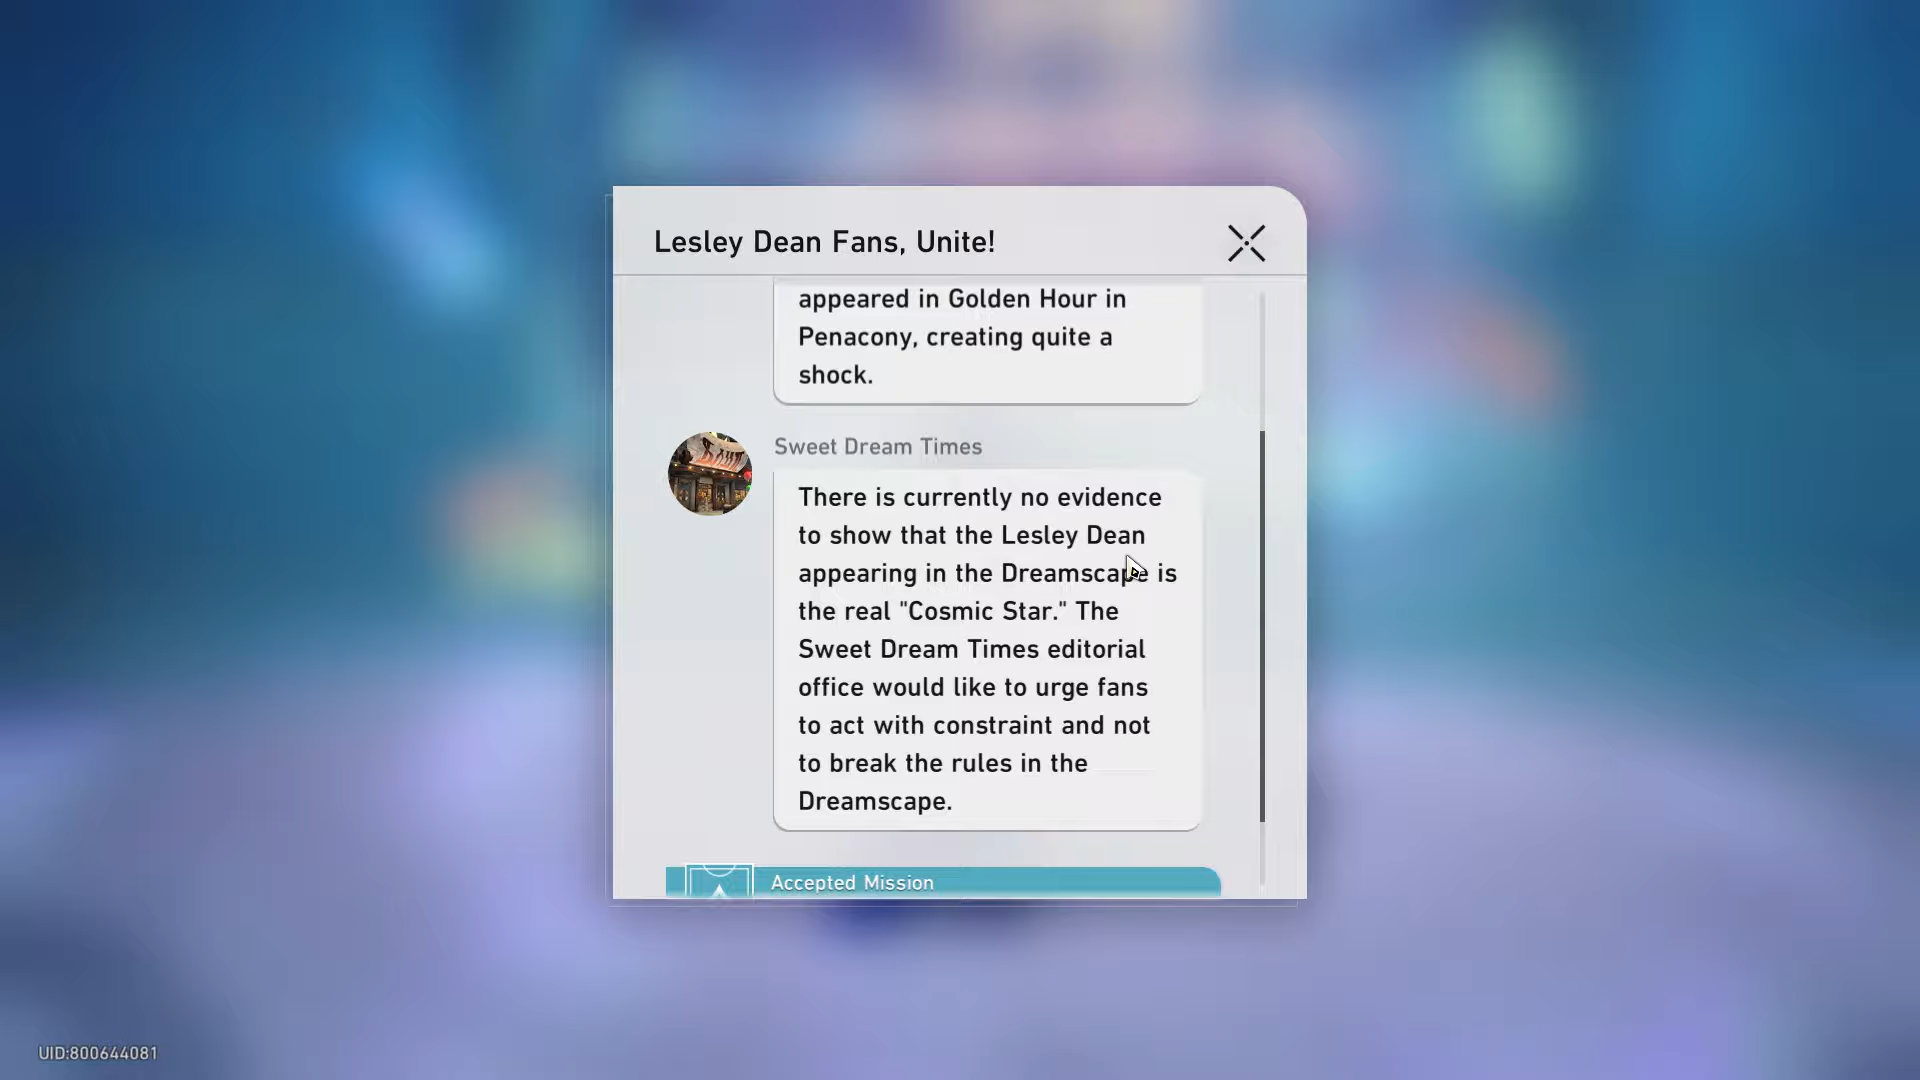 Lesley Dean Fans, Unite!
appeared in Golden Hour in
Penacony, creating quite a
shock.
Sweet Dream Times
There is currently no evidence
to show that the Lesley Dean
appearing in the Dreamscape is
the real "Cosmic Star." The
Sweet Dream Times editorial
office would like to urge fans
to act with constraint and not
to break the rules in the
Dreamscape.
Accepted Mission
UID:800644081